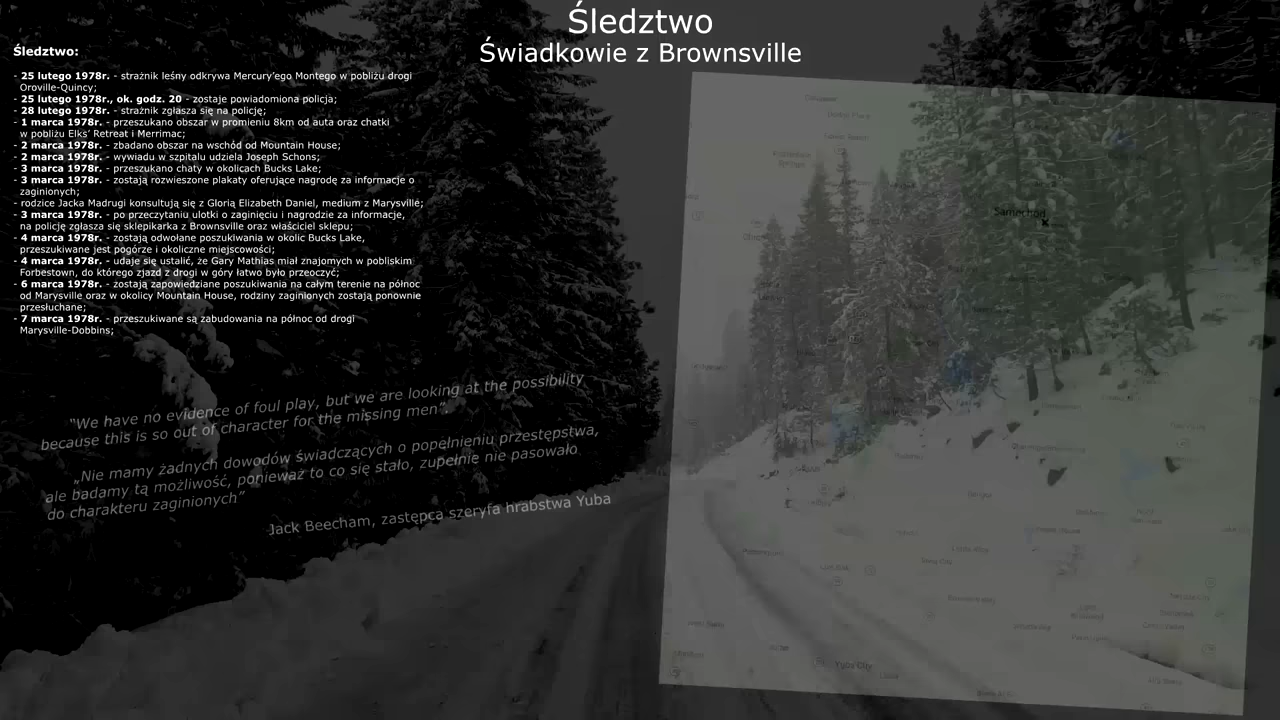 Śledztwo
Świadkowie z Brownsville
Śledztwo:
- 25 lutego 1978r. - strażnik leśny odkrywa Mercury'ego Montego w pobliżu drogi
Oroville-Quincy;
- 25 lutego 1978r., ok. godz. 20 - zostaje powiadomiona policja;
- 28 lutego 1978r. - strażnik zgłasza się na policję;
- 1 marca 1978r. - przeszukano obszar w promieniu 8km od auta oraz chatki
w pobliżu Elks' Retreat i Merrimac;
- 2 marca 1978r. - zbadano obszar na wschód od Mountain House;
- 2 marca 1978r. - wywiadu w szpitalu udziela Joseph Schons;
- 3 marca 1978r. - przeszukano chaty w okolicach Bucks Lake;
- 3 marca 1978r. - zostają rozwieszone plakaty oferujące nagrodę za informacje o
zaginionych;
- rodzice Jacka Madrugi konsultują się z Glorią Elizabeth Daniel, medium z Marysville;
- 3 marca 1978r. - po przeczytaniu ulotki o zaginięciu i nagrodzie za informacje,
na policję zgłasza się sklepikarka z Brownsville oraz właściciel sklepu;
- 4 marca 1978r. - zostają odwołane poszukiwania w okolic Bucks Lake,
przeszukiwane jest pogórze i okoliczne miejscowości;
- 4 marca 1978r. - udaje się ustalić, że Gary Mathias miał znajomych w pobliskim
Forbestown, do którego zjazd z drogi w góry łatwo było przeoczyć;
- 6 marca 1978r. - zostają zapowiedziane poszukiwania na całym terenie na północ
od Marysville oraz w okolicy Mountain House, rodziny zaginionych zostają ponownie
przesłuchane;
- 7 marca 1978r. - przeszukiwane są zabudowania na północ od drogi
Marysville-Dobbins;
"We have no evidence of foul play, but we are looking at the possibility
because this is so out of character for the missing men".
„Nie mamy żadnych dowodów świadczących o popełnieniu przestępstwa,
ale badamy tą możliwość, ponieważ to co się stało, zupełnie nie pasowało
do charakteru zaginionych"
Jack Beecham, zastępca szeryfa hrabstwa Yuba
Samochód
Yuba City